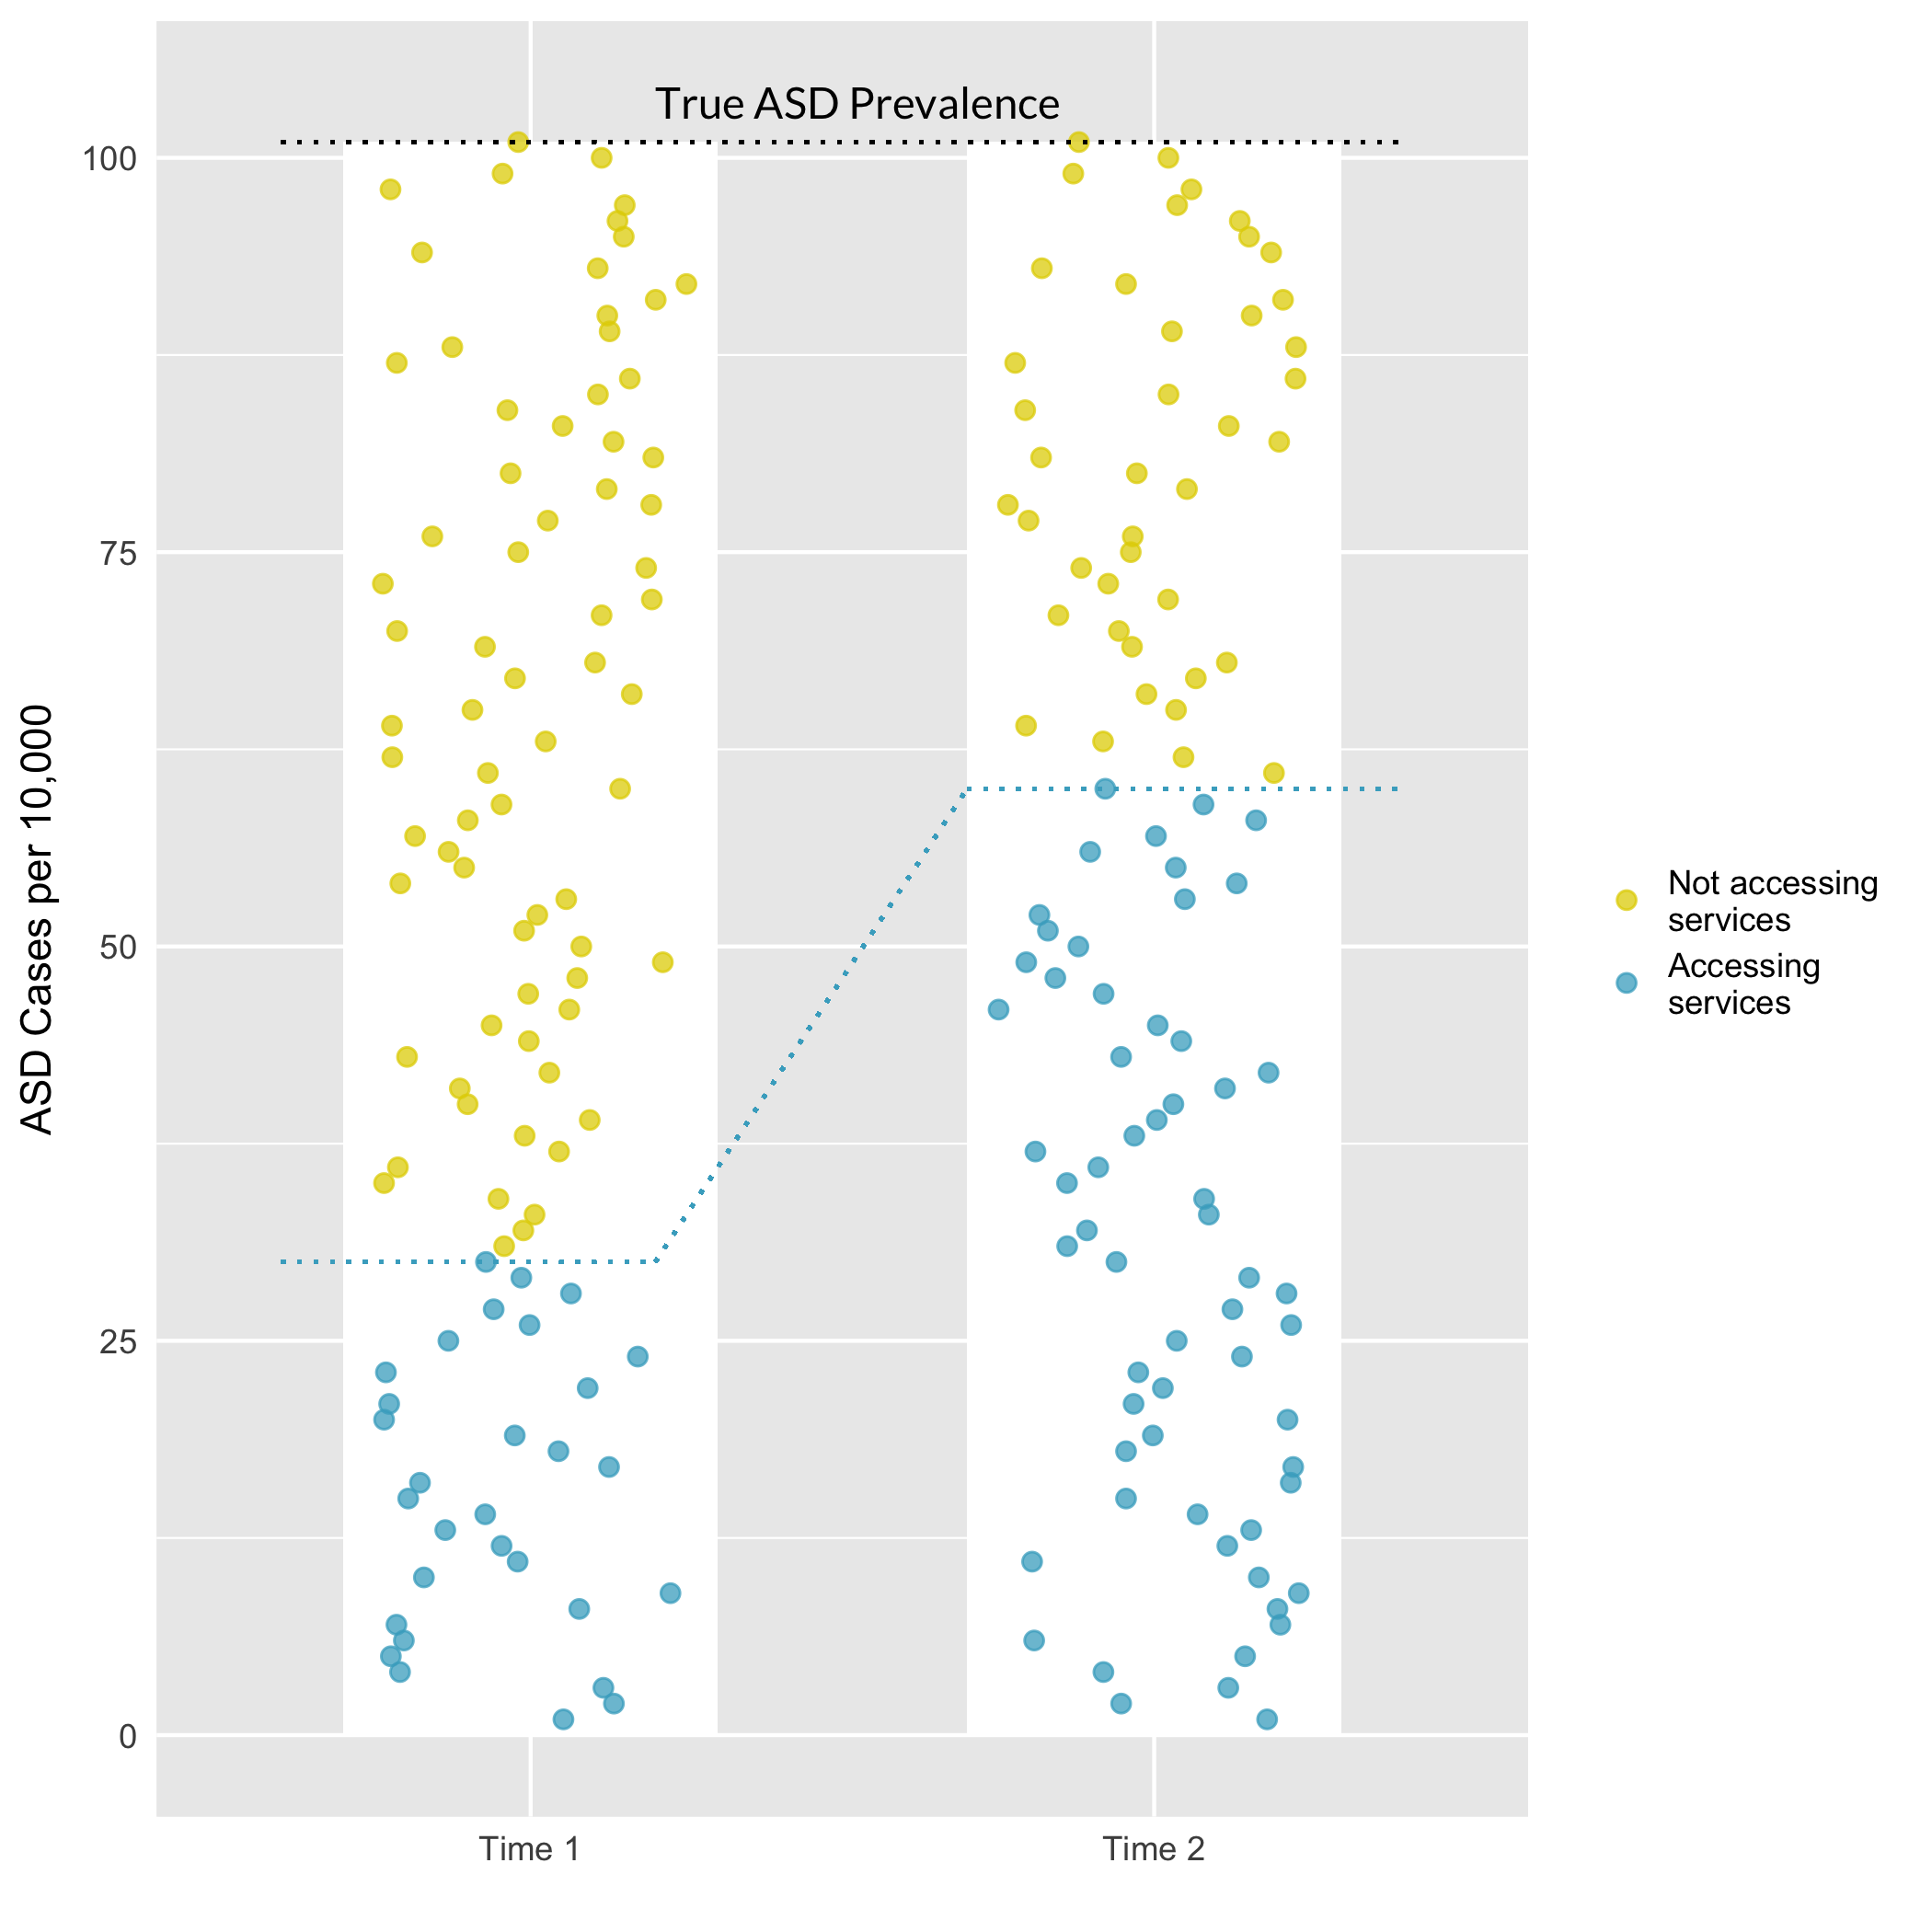 True ASD Prevalence
100
75
50
25
0
ASD Cases per 10,000
Time 1
Time 2
Not accessing
services
Accessing
services